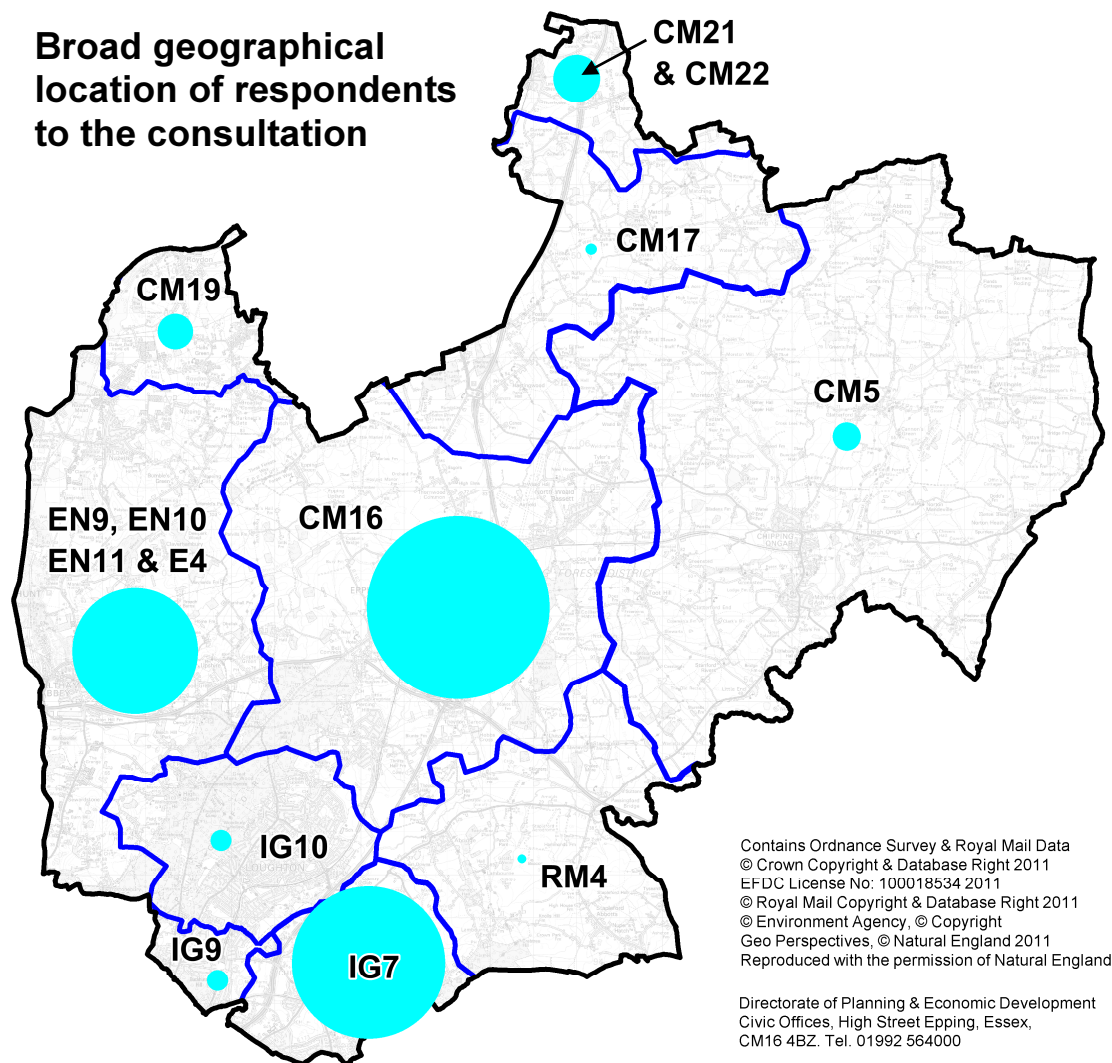 Broad geographical
location of respondents
to the consultation
CM21
& CM22
CM17
CM19
CM5
EN9, EN10
EN11 & E4
CM16
IG10
RM4
IG9
IG7
Contains Ordnance Survey & Royal Mail Data
© Crown Copyright & Database Right 2011
EFDC License No: 100018534 2011
© Royal Mail Copyright & Database Right 2011
© Environment Agency, © Copyright
Geo Perspectives, © Natural England 2011
Reproduced with the permission of Natural England
Directorate of Planning & Economic Development
Civic Offices, High Street Epping, Essex,
CM16 4BZ. Tel. 01992 564000